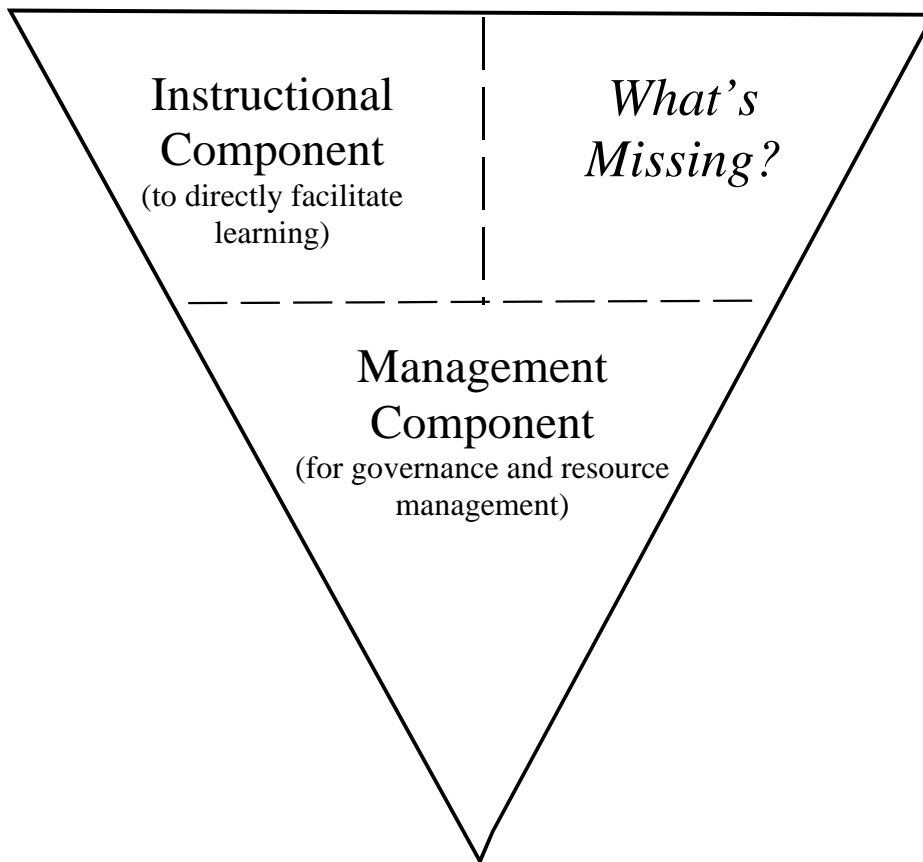 Instructional
Component
(to directly facilitate
learning)
What’s
Missing?
Management
Component
(for governance and resource
management)